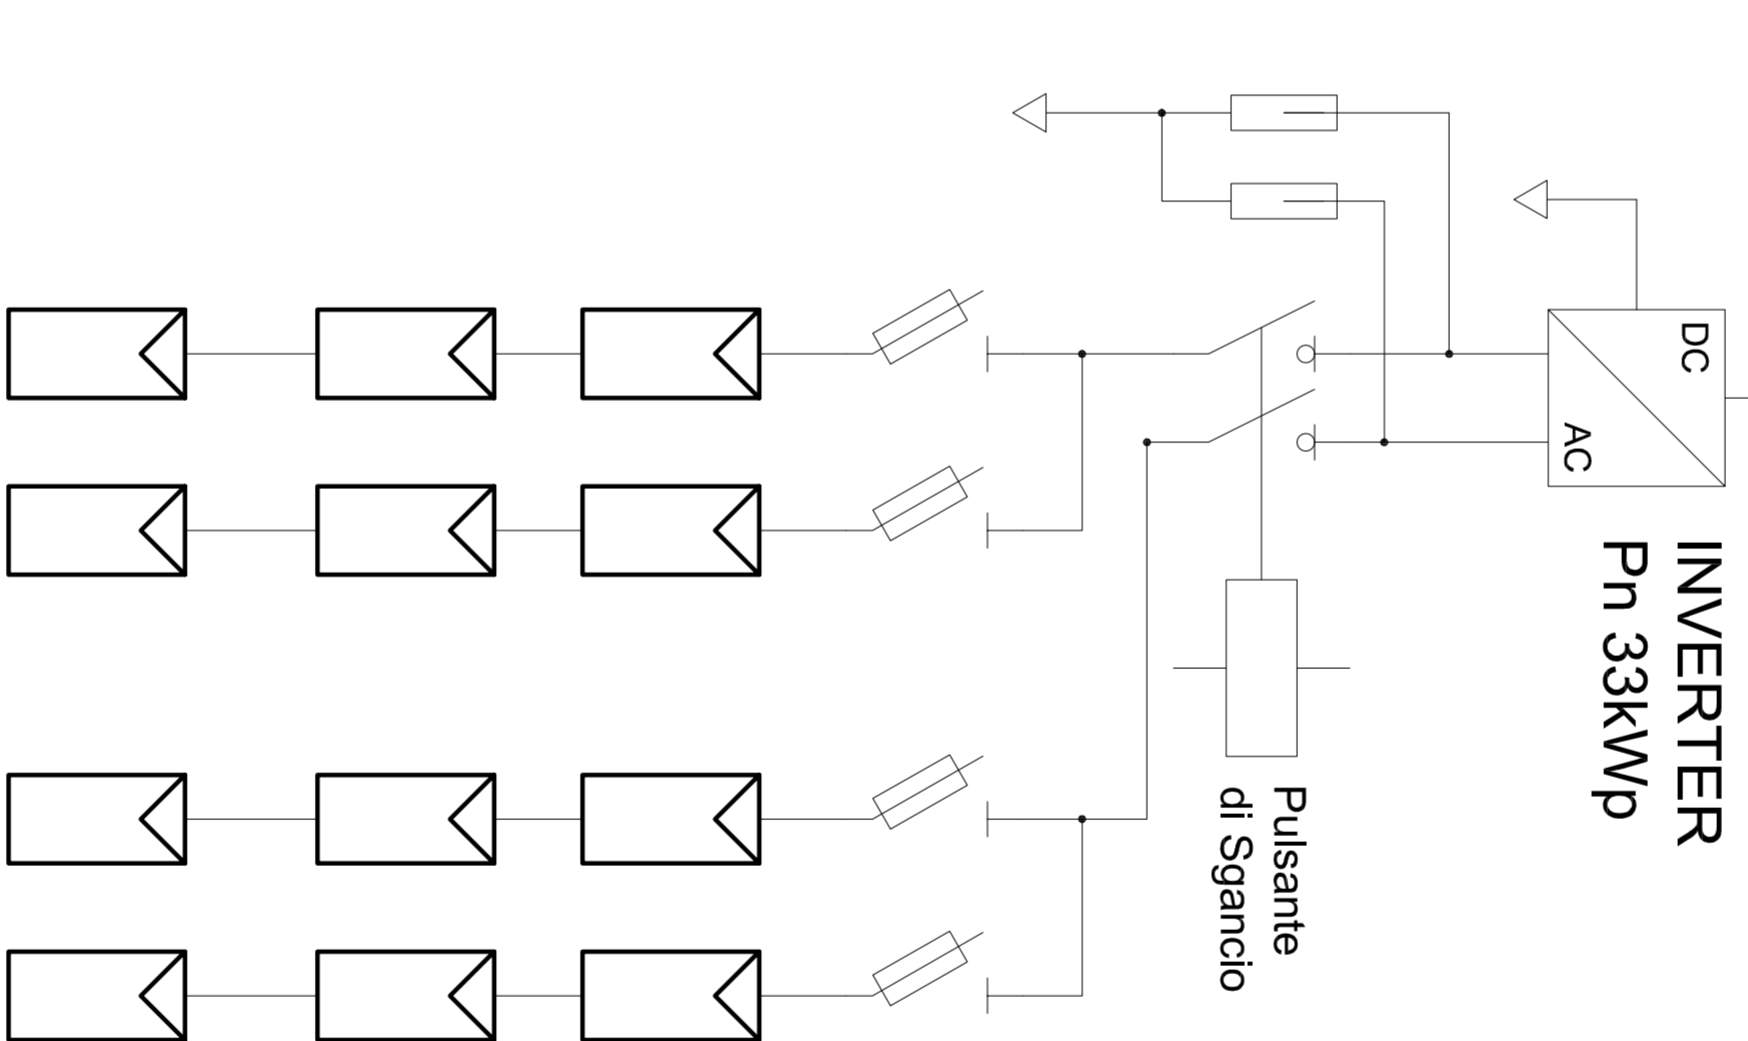 DC
AC
INVERTER
Pn 33kWp
Pulsante
di Sgancio